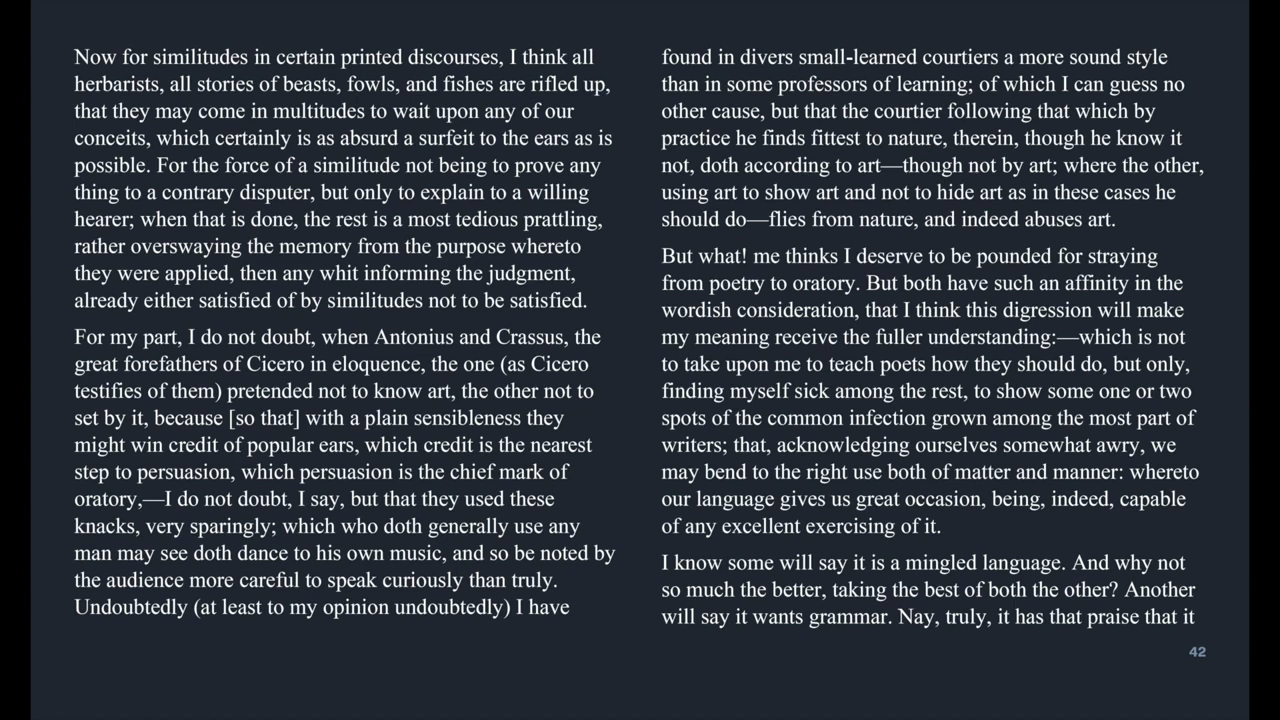 Now for similitudes in certain printed discourses, I think all
herbarists, all stories of beasts, fowls, and fishes are rifled up,
that they may come in multitudes to wait upon any of our
conceits, which certainly is as absurd a surfeit to the ears as is
possible. For the force of a similitude not being to prove any
thing to a contrary disputer, but only to explain to a willing
hearer; when that is done, the rest is a most tedious prattling,
rather overswaying the memory from the purpose whereto
they were applied, then any whit informing the judgment,
already either satisfied of by similitudes not to be satisfied.
For my part, I do not doubt, when Antonius and Crassus, the
great forefathers of Cicero in eloquence, the one (as Cicero
testifies of them) pretended not to know art, the other not to
set by it, because [so that] with a plain sensibleness they
might win credit of popular ears, which credit is the nearest
step to persuasion, which persuasion is the chief mark of
oratory,—I do not doubt, I say, but that they used these
knacks, very sparingly; which who doth generally use any
man may see doth dance to his own music, and so be noted by
the audience more careful to speak curiously than truly.
Undoubtedly (at least to my opinion undoubtedly) I have
found in divers small-learned courtiers a more sound style
than in some professors of learning; of which I can guess no
other cause, but that the courtier following that which by
practice he finds fittest to nature, therein, though he know it
not, doth according to art—though not by art; where the other,
using art to show art and not to hide art as in these cases he
should do—flies from nature, and indeed abuses art.
But what! me thinks I deserve to be pounded for straying
from poetry to oratory. But both have such an affinity in the
wordish consideration, that I think this digression will make
my meaning receive the fuller understanding:—which is not
to take upon me to teach poets how they should do, but only,
finding myself sick among the rest, to show some one or two
spots of the common infection grown among the most part of
writers; that, acknowledging ourselves somewhat awry, we
may bend to the right use both of matter and manner: whereto
our language gives us great occasion, being, indeed, capable
of any excellent exercising of it.
I know some will say it is a mingled language. And why not
so much the better, taking the best of both the other? Another
will say it wants grammar. Nay, truly, it has that praise that it
42